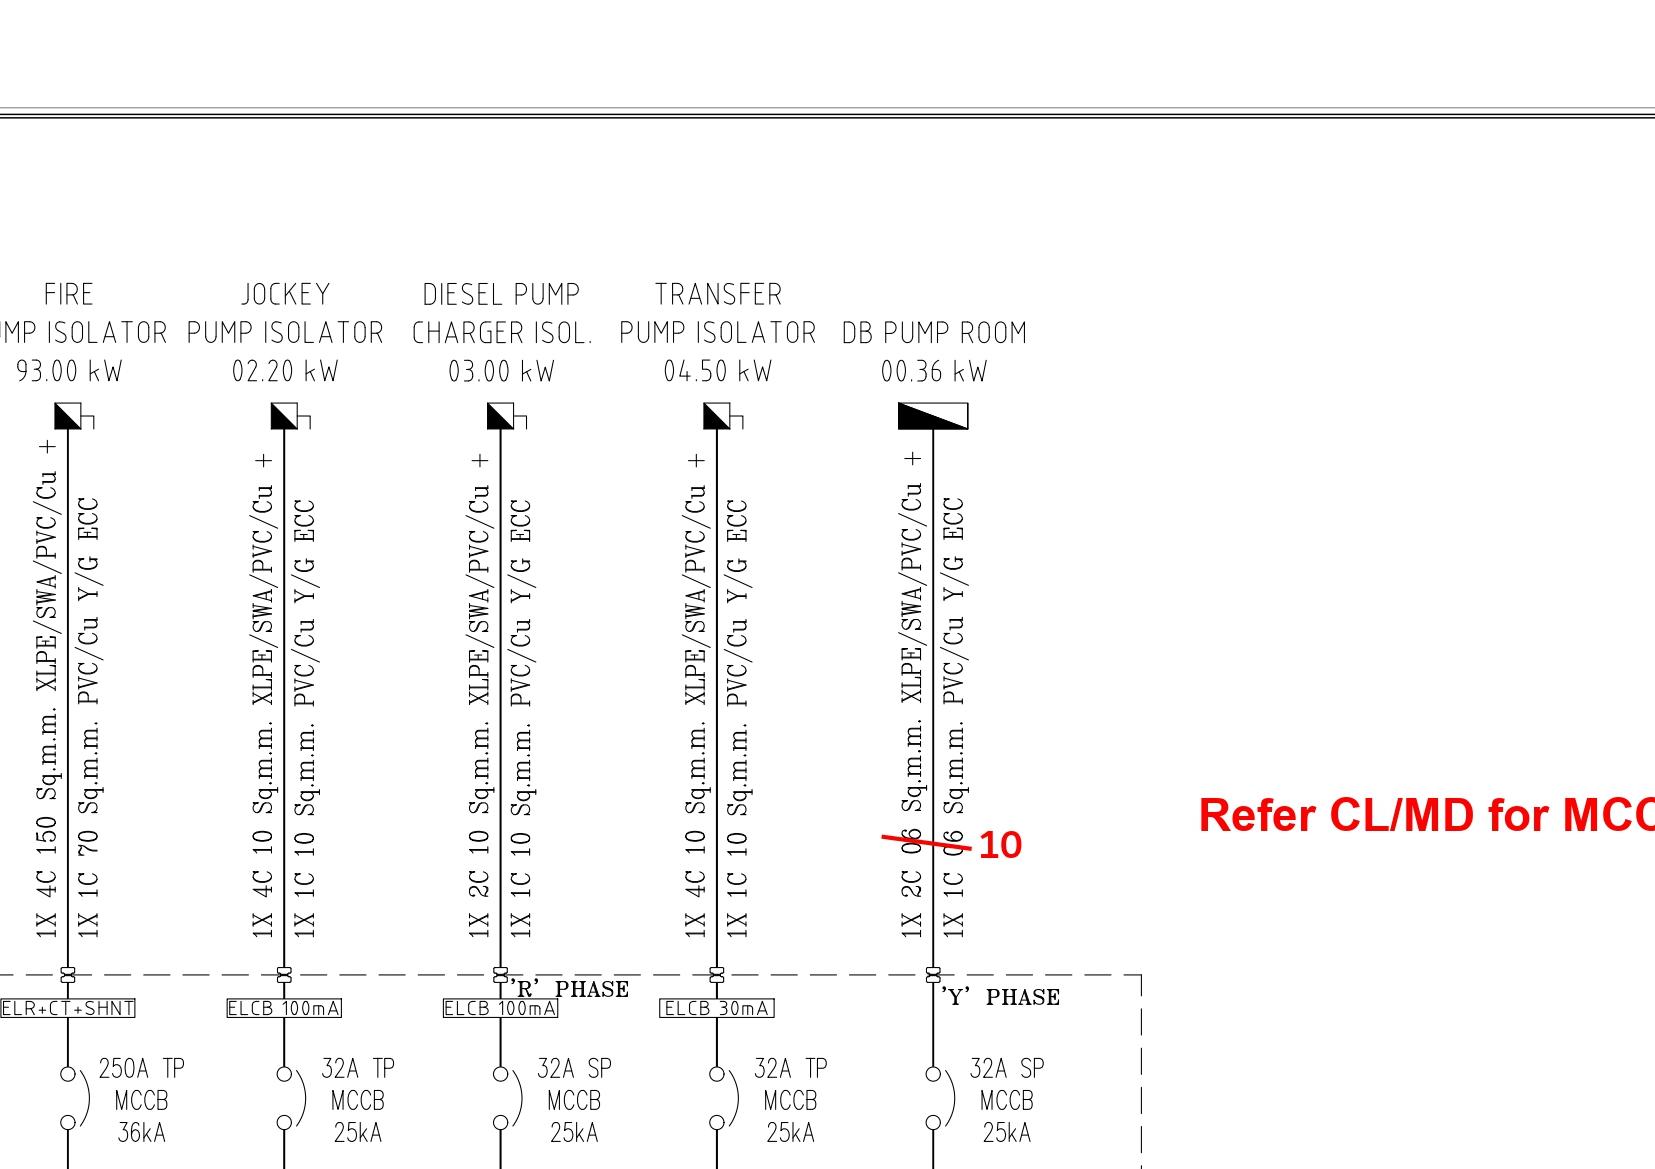 FIRE
MP ISOLATOR
93.00 kW
JOCKEY
PUMP ISOLATOR
02.20 kW
DIESEL PUMP
CHARGER ISOL.
03.00 kW
TRANSFER
PUMP ISOLATOR
04.50 kW
DB PUMP ROOM
00.36 kW
1X 4C 150 Sq.m.m. XLPE/SWA/PVC/Cu +
1X 1C 70 Sq.m.m. PVC/Cu Y/G ECC
1X 4C 10 Sq.m.m. XLPE/SWA/PVC/Cu +
1X 1C 10 Sq.m.m. PVC/Cu Y/G ECC
1X 2C 10 Sq.m.m. XLPE/SWA/PVC/Cu +
1X 1C 10 Sq.m.m. PVC/Cu Y/G ECC
1X 4C 10 Sq.m.m. XLPE/SWA/PVC/Cu +
1X 1C 10 Sq.m.m. PVC/Cu Y/G ECC
1X 2C 06 Sq.m.m. XLPE/SWA/PVC/Cu +
1X 1C 06 Sq.m.m. PVC/Cu Y/G ECC
10
Refer CL/MD for MCC
'R' PHASE
'Y' PHASE
ELR+CT+SHNT
ELCB 100mA
ELCB 100mA
ELCB 30mA
250A TP
MCCB
36kA
32A TP
MCCB
25kA
32A SP
MCCB
25kA
32A TP
MCCB
25kA
32A SP
MCCB
25kA